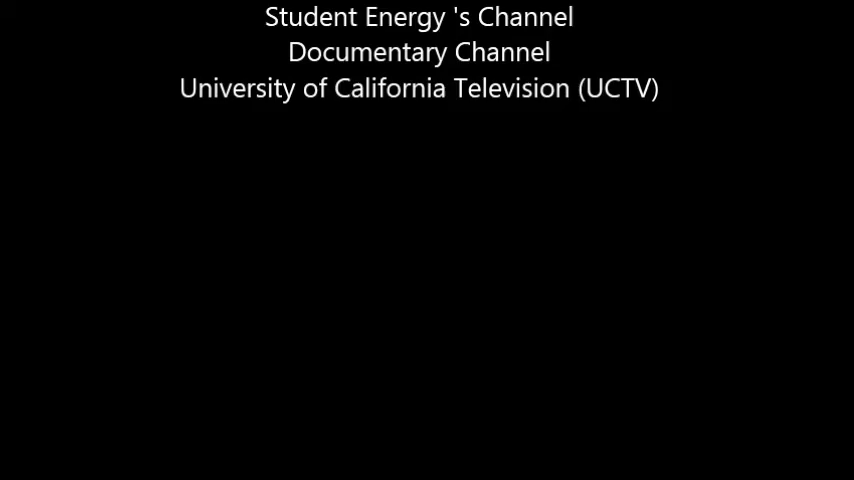 Student Energy 's Channel
Documentary Channel
University of California Television (UCTV)